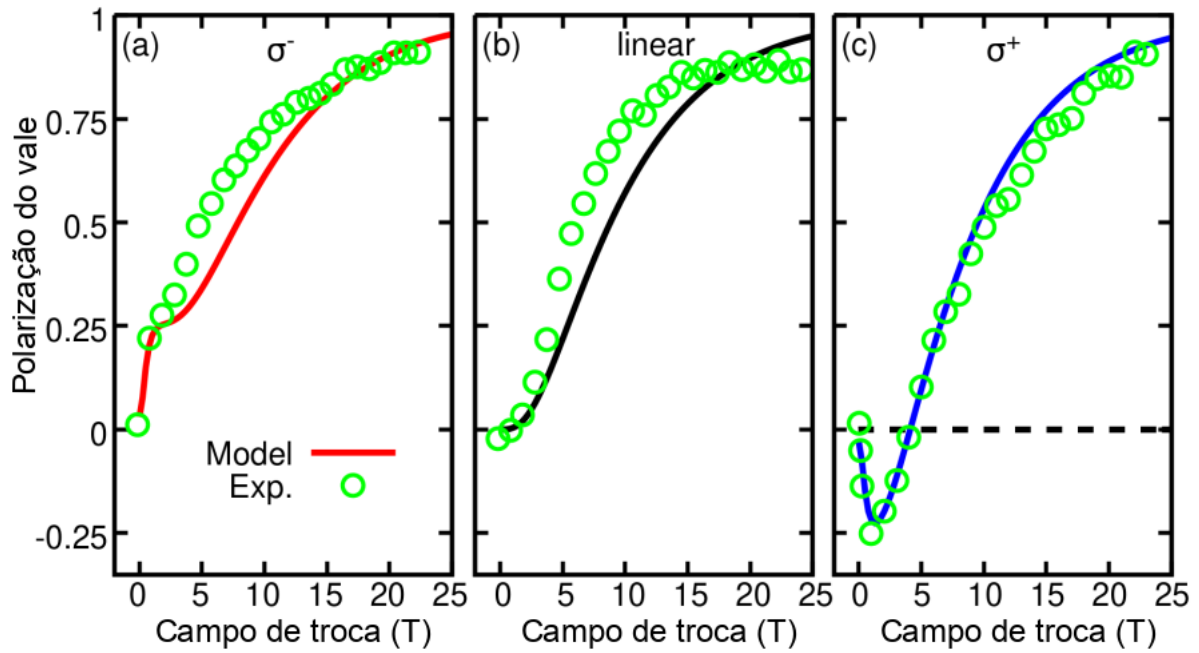 1
(a)
σ-
(b)
linear
(c)
σ+
0.75
0.5
0.25
0
-0.25
Polarização do vale
Model
Exp.
0 5 10 15 20 25
0 5 10 15 20 25
0 5 10 15 20 25
Campo de troca (T)
Campo de troca (T)
Campo de troca (T)